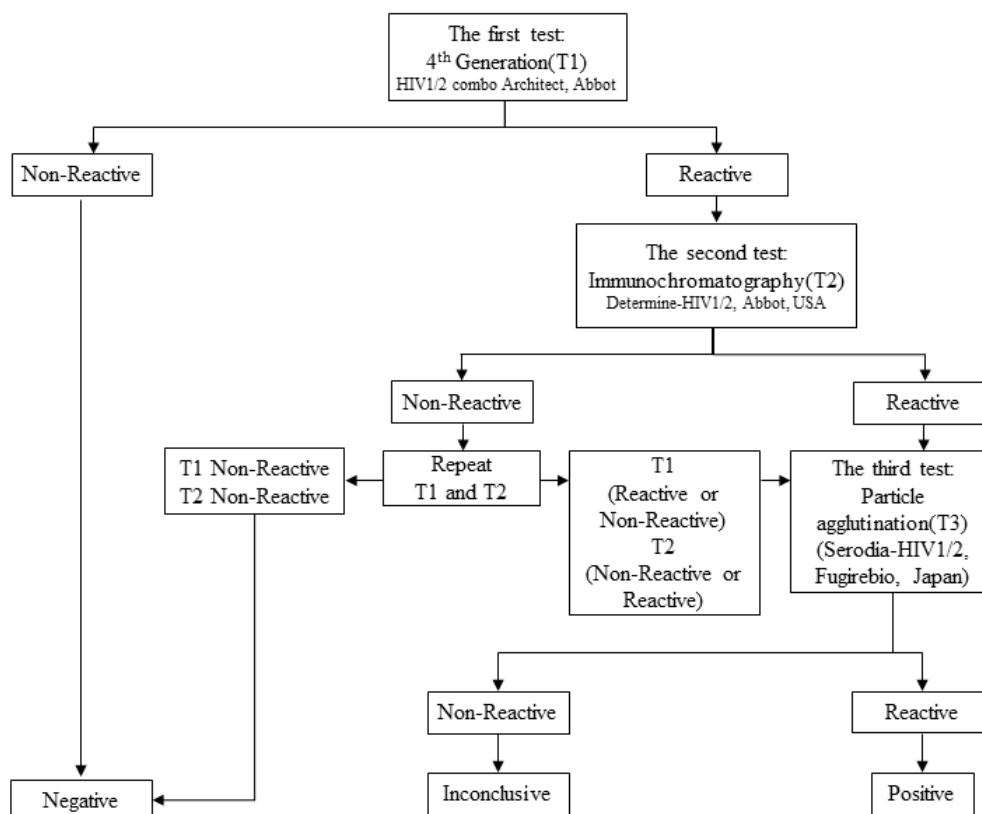 The first test:
4th Generation(T1)
HIV1/2 combo Architect, Abbot
Non-Reactive
Reactive
The second test:
Immunochromatography(T2)
Determine-HIV1/2, Abbot, USA
Non-Reactive
Reactive
T1 Non-Reactive
T2 Non-Reactive
Repeat
T1 and T2
T1
(Reactive or
Non-Reactive)
T2
(Non-Reactive or
Reactive)
The third test:
Particle
agglutination(T3)
(Serodia-HIV1/2,
Fugirebio, Japan)
Non-Reactive
Reactive
Negative
Inconclusive
Positive